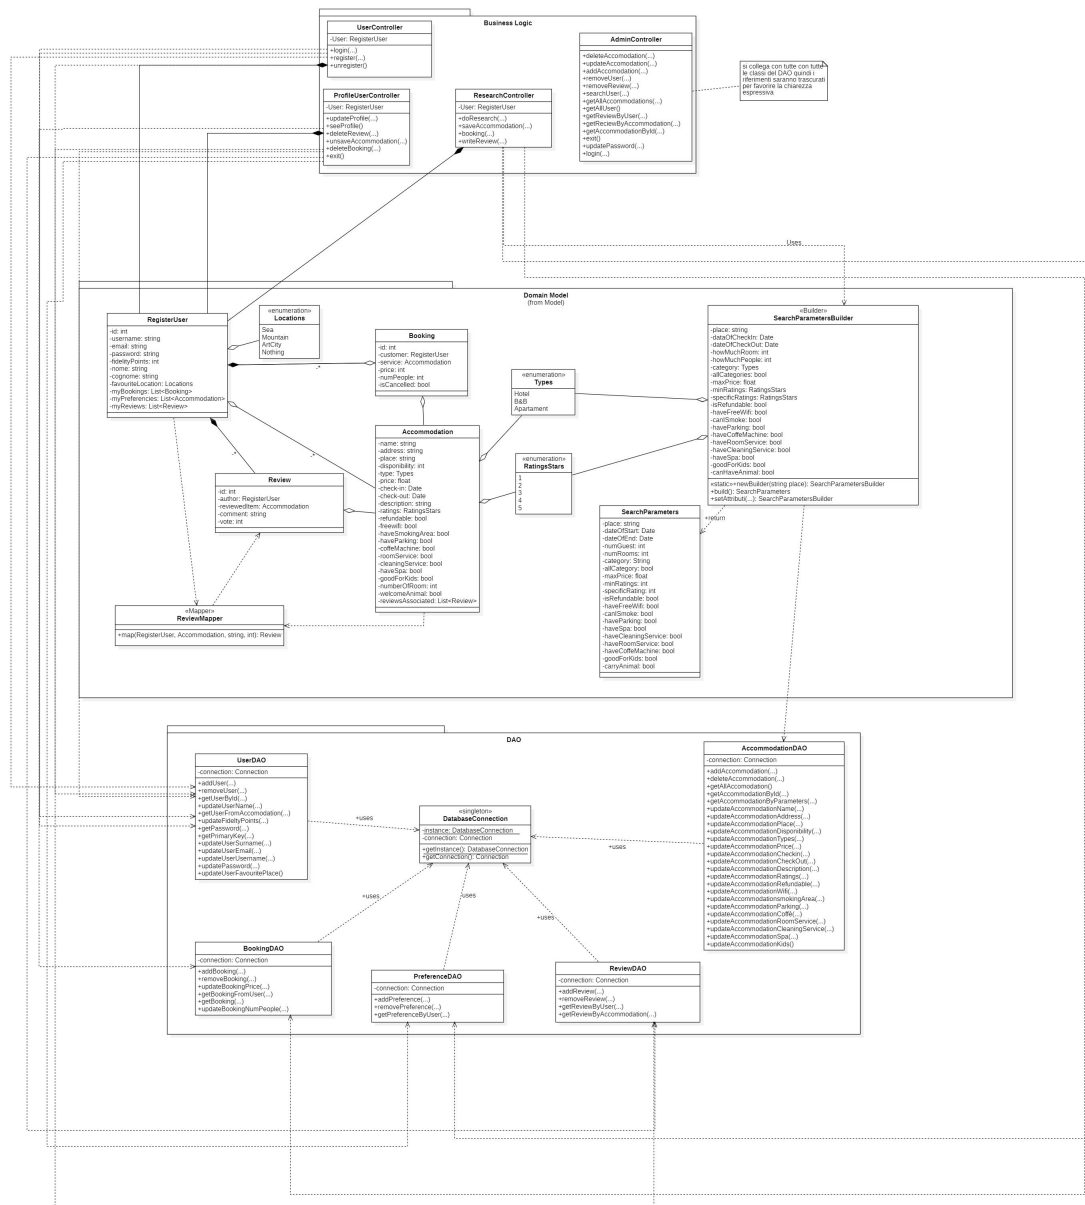 Business Logic
UserController
-User: RegisterUser
+login(...)
+register(...)
+unregister()
AdminController
+deleteAccomodation(...)
+updateAccomodation(...)
+addAccomodation(...)
+removeUser(...)
+removeReview(...)
+searchUser(...)
+getAllAccommodations(...)
+getAllUser()
+getReviewByUser(...)
+getReciewByAccommodation(...)
+getAccommodationById(...)
+exit()
+updatePassword(...)
+login(...)
si collega con tutte con tutte
le classi del DAO quindi i
riferimenti saranno trascurati
per favorire la chiarezza
espressiva
ProfileUserController
-User: RegisterUser
+updateProfile(...)
+seeProfile()
+deleteReview(...)
+unsaveAccommodation(...)
+deleteBooking(...)
+exit()
ResearchController
-User: RegisterUser
+doResearch(...)
+saveAccommodation(...)
+booking(...)
+writeReview(...)
Uses
Domain Model
(from Model)
RegisterUser
-id: int
-username: string
-email: string
-password: string
-fidelityPoints: int
-nome: string
-cognome: string
-favouriteLocation: Locations
-myBookings: List<Booking>
-myPreferencies: List<Accommodation>
-myReviews: List<Review>
«enumeration»
Locations
Sea
Mountain
ArtCity
Nothing
Booking
-id: int
-customer: RegisterUser
-service: Accommodation
-price: int
-numPeople: int
-isCancelled: bool
.*
«enumeration»
Types
Hotel
B&B
Apartament
«Builder»
SearchParametersBuilder
-place: string
-dataOfCheckIn: Date
-dateOfCheckOut: Date
-howMuchRoom: int
-howMuchPeople: int
-category: Types
-allCategories: bool
-maxPrice: float
-minRatings: RatingsStars
-specificRatings: RatingsStars
-isRefundable: bool
-haveFreeWifi: bool
-canISmoke: bool
-haveParking: bool
-haveCoffeMachine: bool
-haveRoomService: bool
-haveCleaningService: bool
-haveSpa: bool
-goodForKids: bool
-canHaveAnimal: bool
«static»+newBuilder(string place): SearchParametersBuilder
+build(): SearchParameters
+setAttributi(...): SearchParametersBuilder
Accommodation
-name: string
-address: string
-place: string
-disponibility: int
-type: Types
-price: float
-check-in: Date
-check-out: Date
-description: string
-ratings: RatingsStars
-refundable: bool
-freewifi: bool
-haveSmokingArea: bool
-haveParking: bool
-coffeMachine: bool
-roomService: bool
-cleaningService: bool
-haveSpa: bool
-goodForKids: bool
-numberOfRoom: int
-welcomeAnimal: bool
-reviewsAssociated: List<Review>
.*
.*
«enumeration»
RatingsStars
1
2
3
4
5
Review
-id: int
-author: RegisterUser
-reviewedItem: Accommodation
-comment: string
-vote: int
+return
SearchParameters
-place: string
-dateOfStart: Date
-dateOfEnd: Date
-numGuest: int
-numRooms: int
-category: String
-allCategory: bool
-maxPrice: float
-minRatings: int
-specificRating: int
-isRefundable: bool
-haveFreeWifi: bool
-canISmoke: bool
-haveParking: bool
-haveSpa: bool
-haveCleaningService: bool
-haveRoomService: bool
-haveCoffeMachine: bool
-goodForKids: bool
-carryAnimal: bool
«Mapper»
ReviewMapper
+map(RegisterUser, Accommodation, string, int): Review
DAO
UserDAO
-connection: Connection
+addUser(...)
+removeUser(...)
+getUserById(...)
+updateUserName(...)
+getUserFromAccomodation(...)
+updateFideltyPoints(...)
+getPassword(...)
+getPrimaryKey(...)
+updateUserSurname(...)
+updateUserEmail(...)
+updateUserUsername(...)
+updatePassword(...)
+updateUserFavouritePlace()
+uses
«singleton»
DatabaseConnection
-instance: DatabaseConnection
-connection: Connection
+getInstance(): DatabaseConnection
+getConnection(): Connection
+uses
AccommodationDAO
-connection: Connection
+addAccommodation(...)
+deleteAccommodation(...)
+getAllAccomodation()
+getAccommodationById(...)
+getAccommodationByParameters(...)
+updateAccommodationName(...)
+updateAccommodationAddress(...)
+updateAccommodationPlace(...)
+updateAccommodationDisponibility(...)
+updateAccommodationTypes(...)
+updateAccommodationPrice(...)
+updateAccommodationCheckin(...)
+updateAccommodationCheckOut(...)
+updateAccommodationDescription(...)
+updateAccommodationRatings(...)
+updateAccommodationRefundable(...)
+updateAccommodationWifi(...)
+updateAccommodationsmokingArea(...)
+updateAccommodationParking(...)
+updateAccommodationCoffè(...)
+updateAccommodationRoomService(...)
+updateAccommodationCleaningService(...)
+updateAccommodationSpa(...)
+updateAccommodationKids()
+uses
uses
+uses
BookingDAO
-connection: Connection
+addBooking(...)
+removeBooking(...)
+updateBookingPrice(...)
+getBookingFromUser(...)
+getBooking(...)
+updateBookingNumPeople(...)
PreferenceDAO
-connection: Connection
+addPreference(...)
+removePreference(...)
+getPreferenceByUser(...)
ReviewDAO
-connection: Connection
+addReview(...)
+removeReview(...)
+getReviewByUser(...)
+getReviewByAccommodation(...)